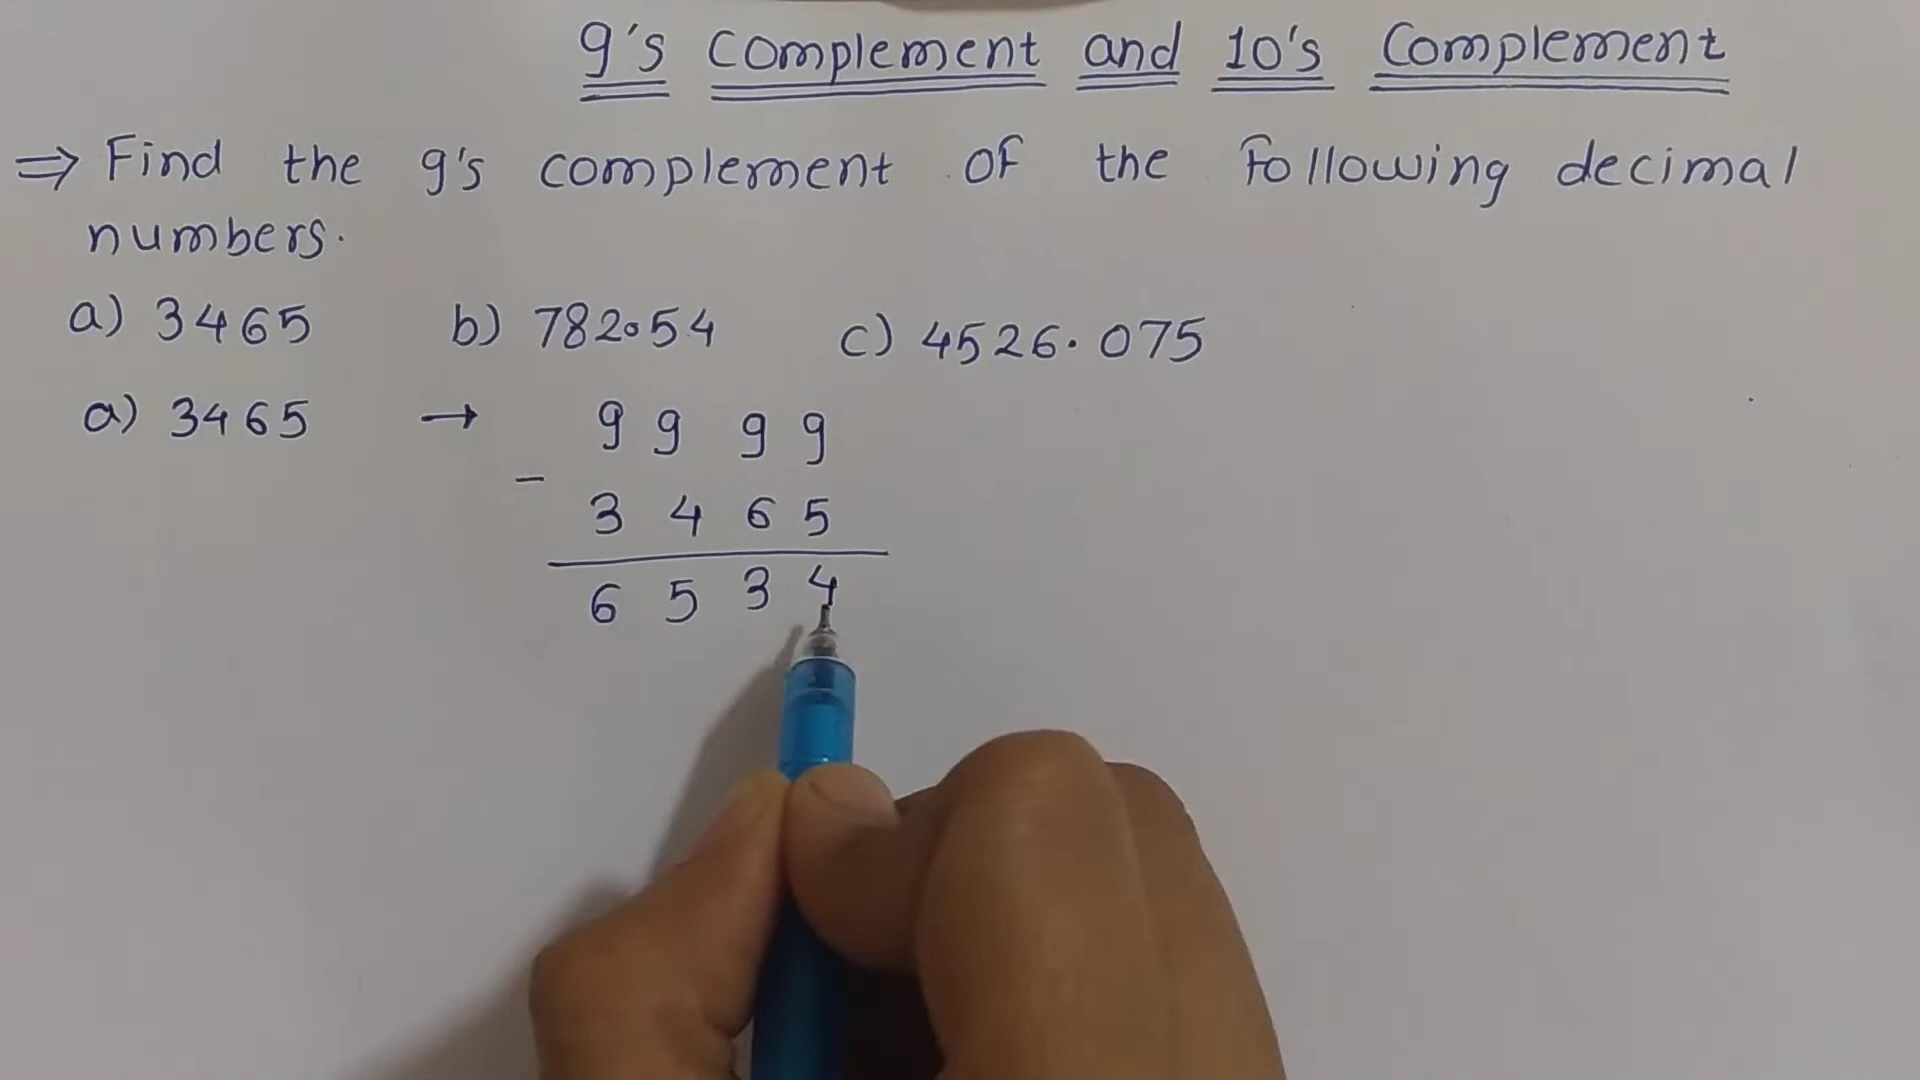 9's Complement and 10's Complement
⇒ Find the 9's complement of the following decimal
numbers.
a) 3465 b) 782.54 c) 4526.075
a) 3465 → 9 9 9 9
-
3 4 6 5
6 5 3 4